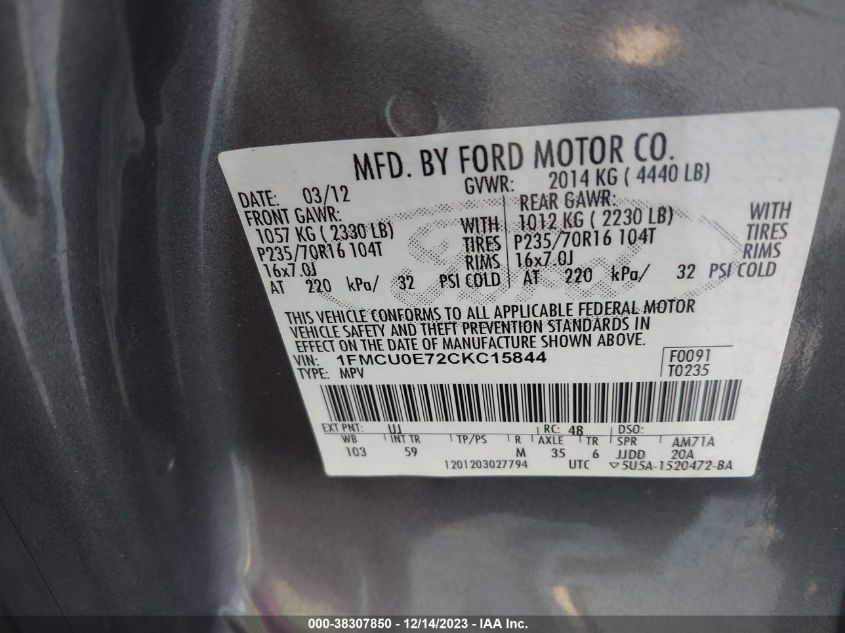 MFD. BY FORD MOTOR CO.
DATE: 03/12 GVWR: 2014 KG ( 4440 LB)
FRONT GAWR: REAR GAWR:
1057 KG ( 2330 LB) WITH 1012 KG ( 2230 LB) WITH
P235/70R16 104T TIRES P235/70R16 104T TIRES
16x7.0J RIMS 16x7.0J RIMS
AT 220 kPa/ 32 PSI COLD AT 220 kPa/ 32 PSI COLD
THIS VEHICLE CONFORMS TO ALL APPLICABLE FEDERAL MOTOR
VEHICLE SAFETY AND THEFT PREVENTION STANDARDS IN
EFFECT ON THE DATE OF MANUFACTURE SHOWN ABOVE.
VIN: 1FMCU0E72CKC15844 F0091
TYPE: MPV T0235
EXT PNT: UJ RC: 48 DSO:
WB INT TR TP/PS R AXLE TR SPR AM71A
103 59 M 35 6 JJDD 20A
1201203027794 UTC ▽5U5A-1520472-BA
000-38307850 - 12/14/2023 - Copyright © 2023 IAA, Inc.